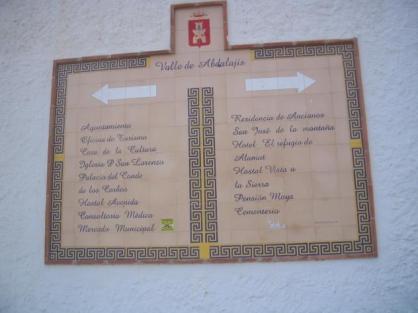 Valle de Abdalajís
Ayuntamiento
Oficina de Turismo
Casa de la Cultura
Iglesia P. San Lorenzo
Palacio del Conde
de los Corbos
Hostal Avenida
Consultorio Médico
Mercado Municipal
Residencia de Ancianos
San José de la montaña
Hotel El refugio de
Alamut
Hostal Vista a
la Sierra
Pensión Moya
Cementerio